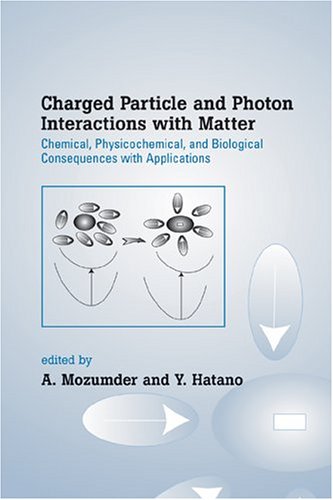 Charged Particle and Photon
Interactions with Matter
Chemical, Physicochemical, and Biological
Consequences with Applications
edited by
A. Mozumder and Y. Hatano